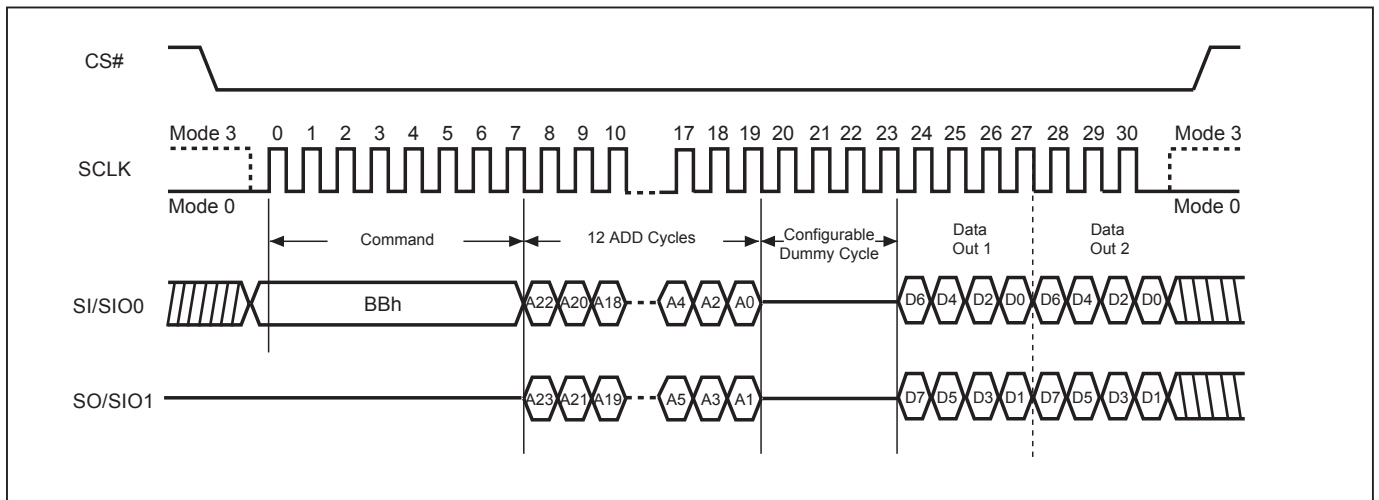 CS#
Mode 3 0 1 2 3 4 5 6 7 8 9 10 17 18 19 20 21 22 23 24 25 26 27 28 29 30 Mode 3
SCLK
Mode 0 Mode 0
Command 12 ADD Cycles Configurable Dummy Cycle Data Out 1 Data Out 2
SI/SIO0 BBh A22 A20 A18 A4 A2 A0 D6 D4 D2 D0 D6 D4 D2 D0
SO/SIO1 A23 A21 A19 A5 A3 A1 D7 D5 D3 D1 D7 D5 D3 D1